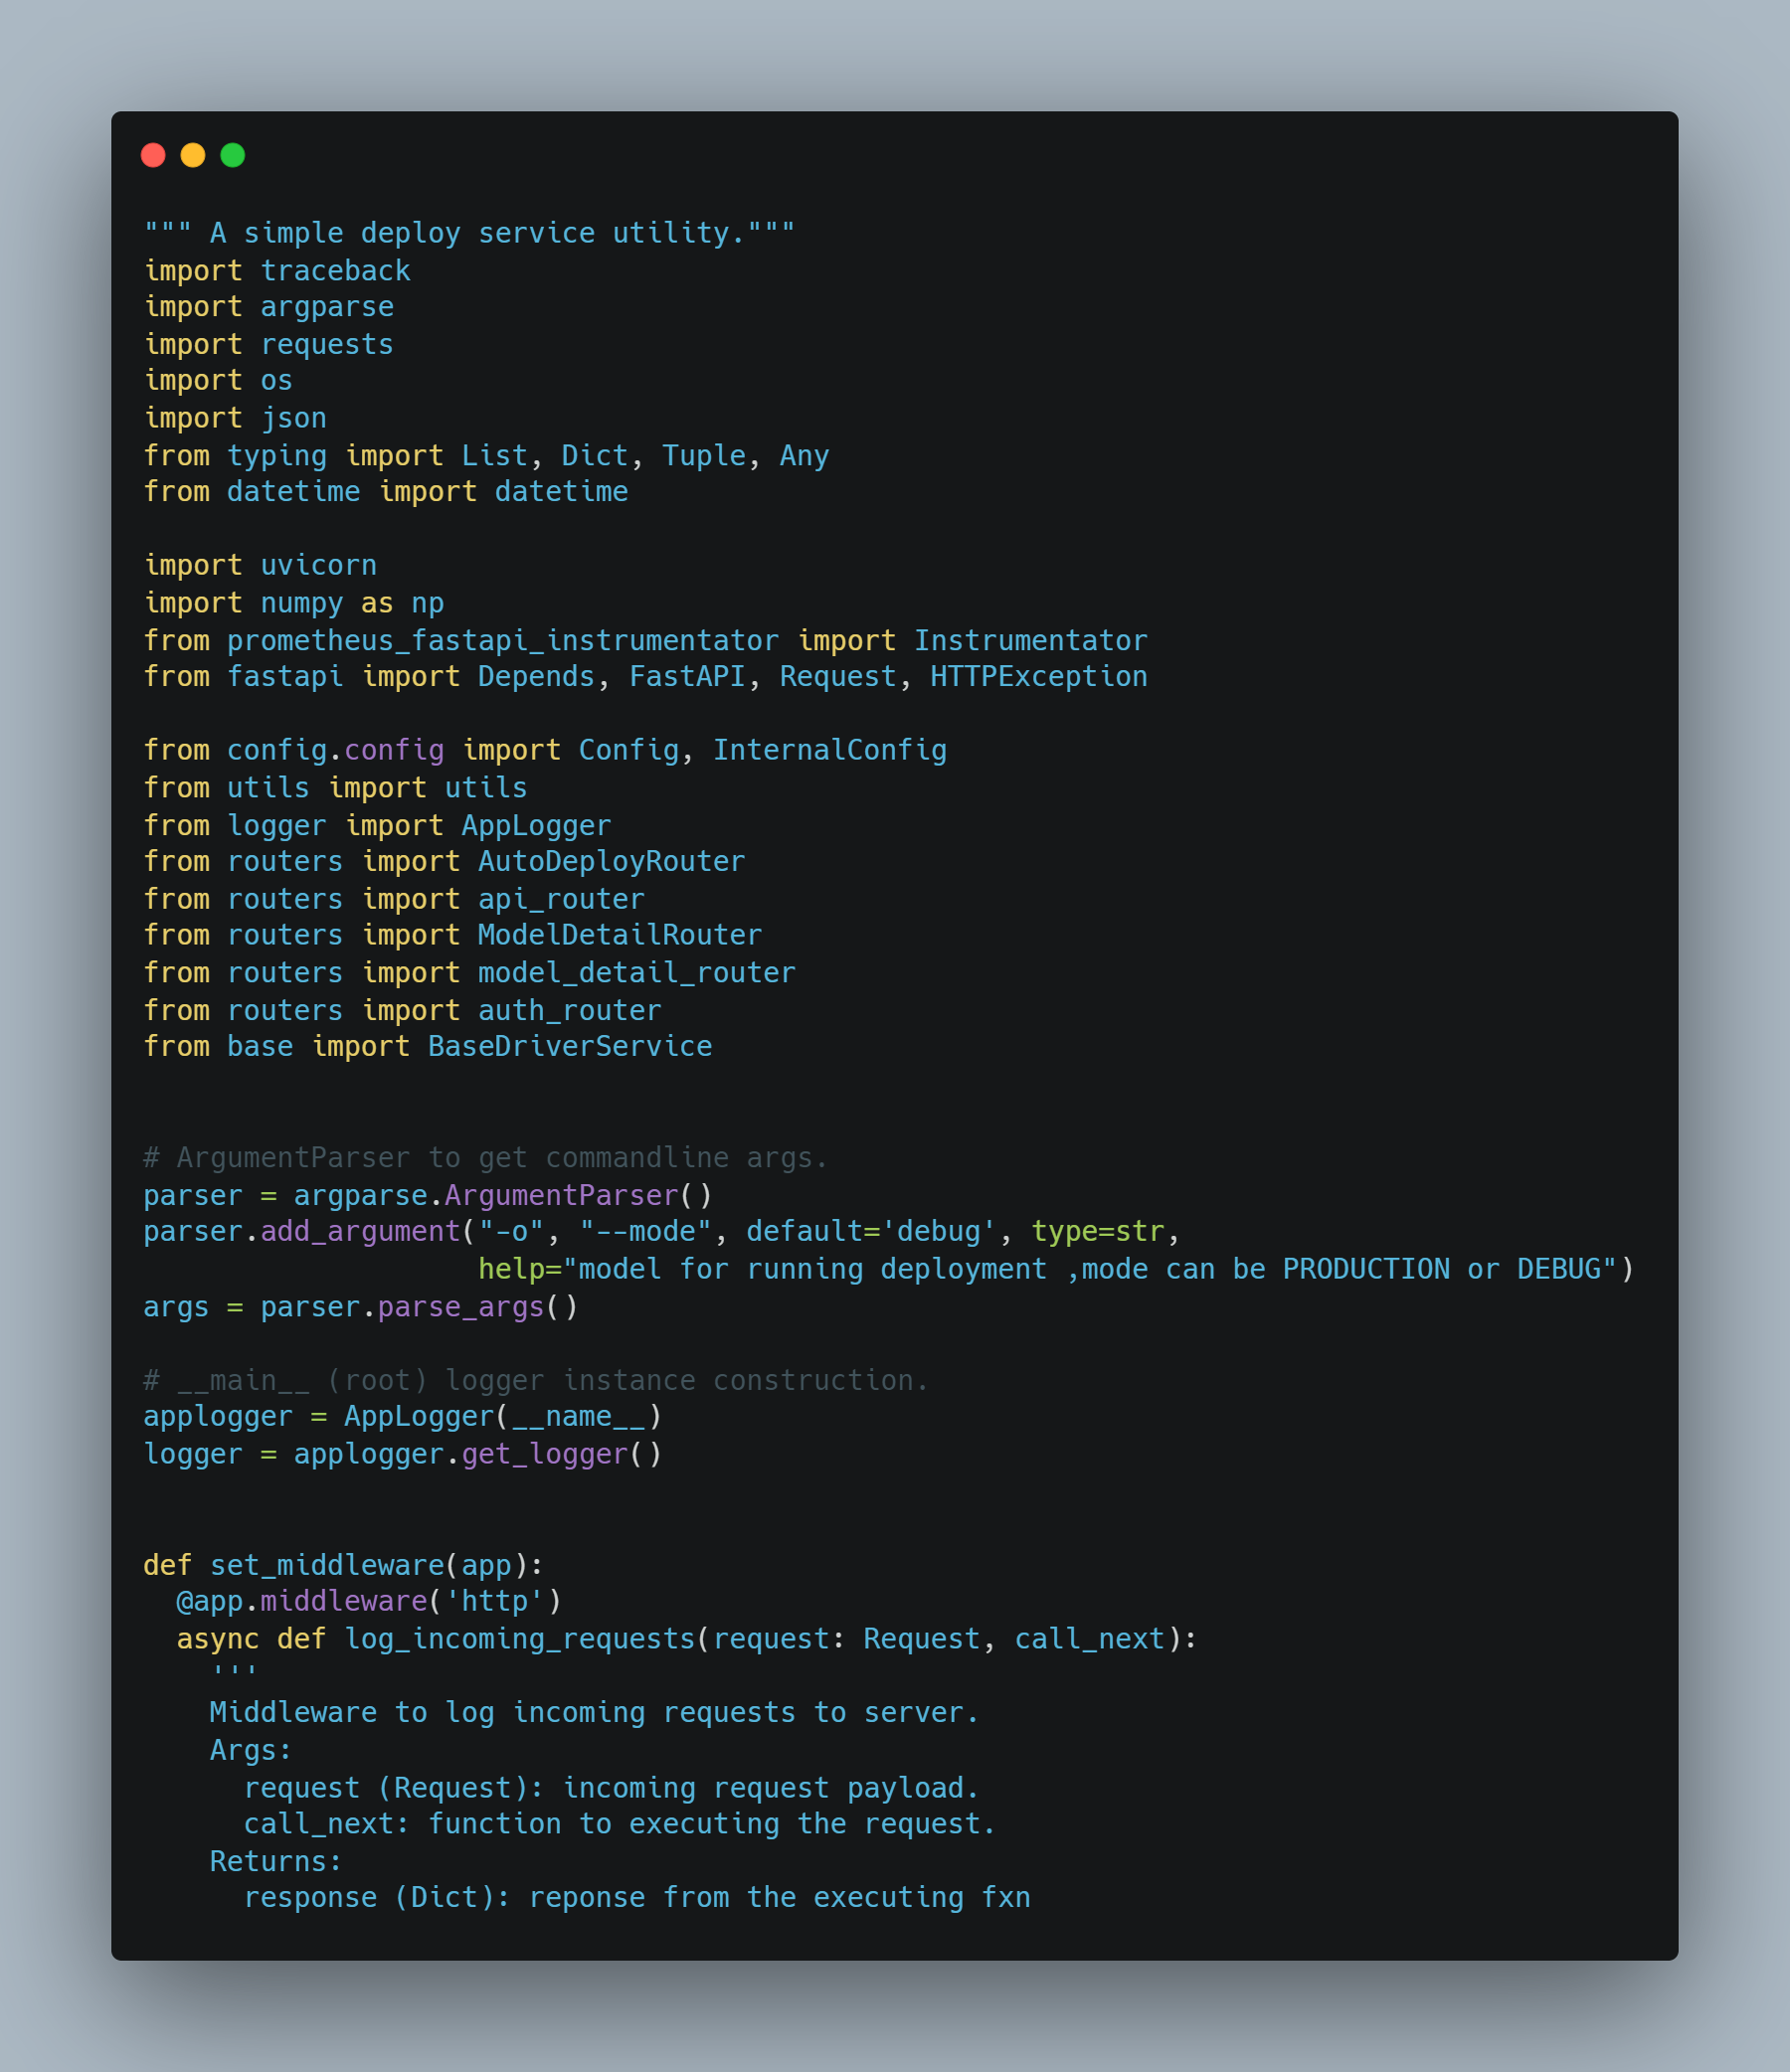 """ A simple deploy service utility."""
import traceback
import argparse
import requests
import os
import json
from typing import List, Dict, Tuple, Any
from datetime import datetime

import uvicorn
import numpy as np
from prometheus_fastapi_instrumentator import Instrumentator
from fastapi import Depends, FastAPI, Request, HTTPException

from config.config import Config, InternalConfig
from utils import utils
from logger import AppLogger
from routers import AutoDeployRouter
from routers import api_router
from routers import ModelDetailRouter
from routers import model_detail_router
from routers import auth_router
from base import BaseDriverService


# ArgumentParser to get commandline args.
parser = argparse.ArgumentParser()
parser.add_argument("-o", "--mode", default='debug', type=str,
                    help="model for running deployment ,mode can be PRODUCTION or DEBUG")
args = parser.parse_args()

# __main__ (root) logger instance construction.
applogger = AppLogger(__name__)
logger = applogger.get_logger()


def set_middleware(app):
  @app.middleware('http')
  async def log_incoming_requests(request: Request, call_next):
    '''
    Middleware to log incoming requests to server.
    Args:
      request (Request): incoming request payload.
      call_next: function to executing the request.
    Returns:
      response (Dict): reponse from the executing fxn